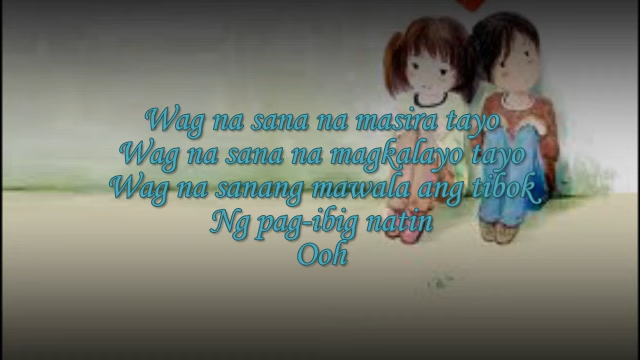 Wag na sana na masira tayo
Wag na sana na magkalayo tayo
Wag na sanang mawala ang tibok
Ng pag-ibig natin
Ooh